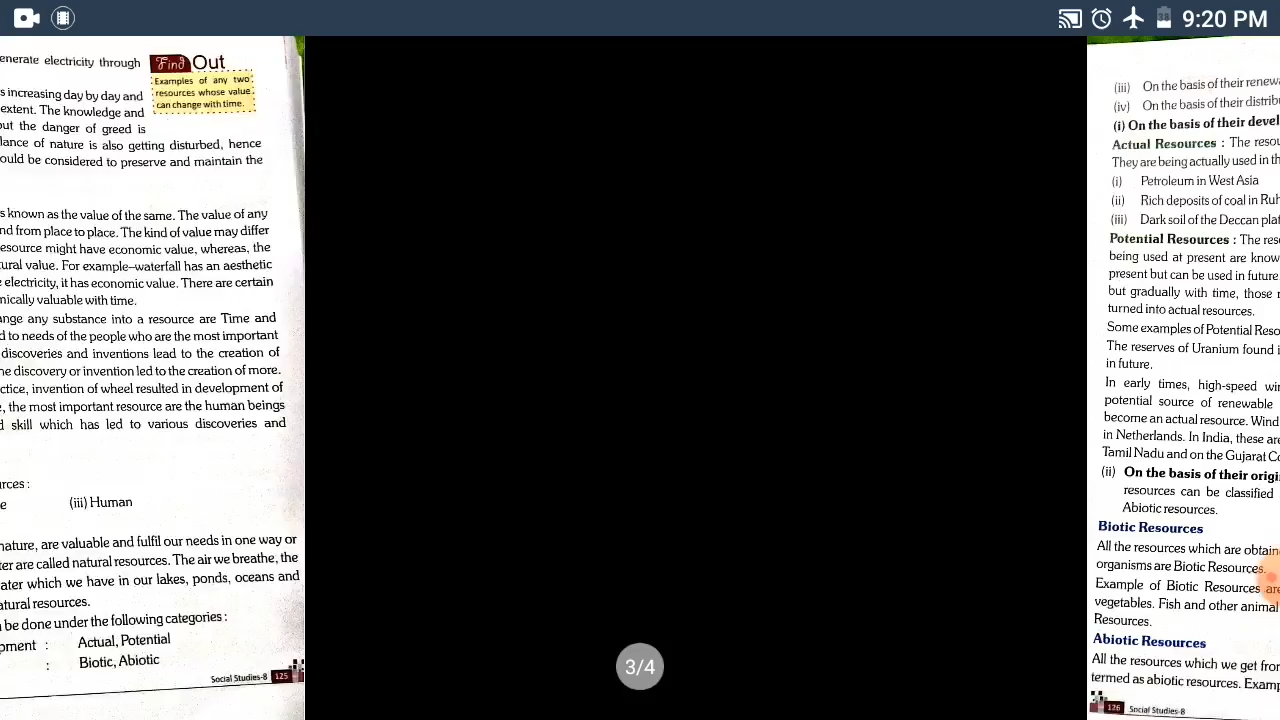 9:20 PM
enerate electricity through
Find Out
Examples of any two
resources whose value
can change with time.
s increasing day by day and
extent. The knowledge and
out the danger of greed is
lance of nature is also getting disturbed, hence
ould be considered to preserve and maintain the
s known as the value of the same. The value of any
nd from place to place. The kind of value may differ
esource might have economic value, whereas, the
tural value. For example–waterfall has an aesthetic
e electricity, it has economic value. There are certain
mically valuable with time.
ange any substance into a resource are Time and
d to needs of the people who are the most important
discoveries and inventions lead to the creation of
ne discovery or invention led to the creation of more.
ctice, invention of wheel resulted in development of
e, the most important resource are the human beings
d skill which has led to various discoveries and
rces :
e (iii) Human
nature, are valuable and fulfil our needs in one way or
ter are called natural resources. The air we breathe, the
vater which we have in our lakes, ponds, oceans and
atural resources.
n be done under the following categories :
pment : Actual, Potential
: Biotic, Abiotic
Social Studies-8 125
3/4
(iii) On the basis of their renewa
(iv) On the basis of their distribu
(i) On the basis of their devel
Actual Resources : The resou
They are being actually used in th
(i) Petroleum in West Asia
(ii) Rich deposits of coal in Ruh
(iii) Dark soil of the Deccan plat
Potential Resources : The res
being used at present are know
present but can be used in future.
but gradually with time, those r
turned into actual resources.
Some examples of Potential Reso
The reserves of Uranium found i
in future.
In early times, high-speed win
potential source of renewable
become an actual resource. Wind
in Netherlands. In India, these are
Tamil Nadu and on the Gujarat Co
(ii) On the basis of their origi
resources can be classified
Abiotic resources.
Biotic Resources
All the resources which are obtain
organisms are Biotic Resources.
Example of Biotic Resources are
vegetables. Fish and other animal
Resources.
Abiotic Resources
All the resources which we get from
termed as abiotic resources. Examp
126 Social Studies-8